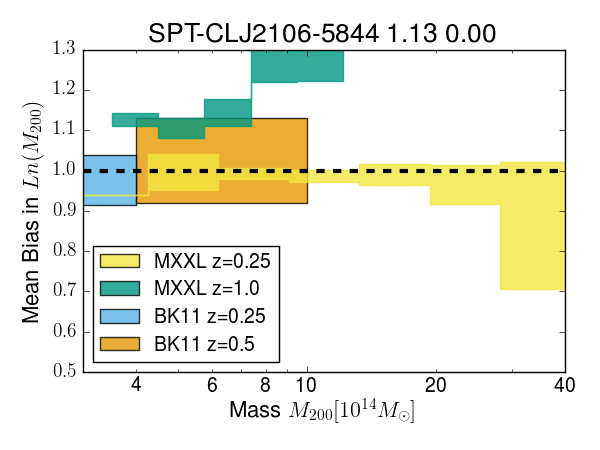 SPT-CLJ2106-5844 1.13 0.00
1.3
1.2
1.1
1.0
0.9
0.8
0.7
0.6
0.5
Mean Bias in Ln(M200)
MXXL z=0.25
MXXL z=1.0
BK11 z=0.25
BK11 z=0.5
4 6 8 10 20 40
Mass M200[10^14 M⊙]